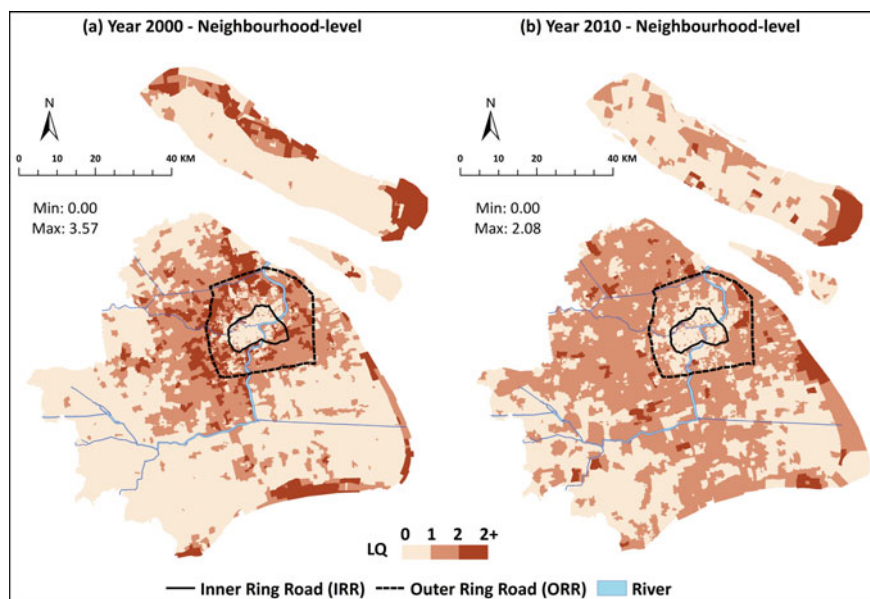 (a) Year 2000 - Neighbourhood-level
(b) Year 2010 - Neighbourhood-level
N
0 10 20 40 KM
Min: 0.00
Max: 3.57
N
0 10 20 40 KM
Min: 0.00
Max: 2.08
LQ 0 1 2 2+
Inner Ring Road (IRR) Outer Ring Road (ORR) River